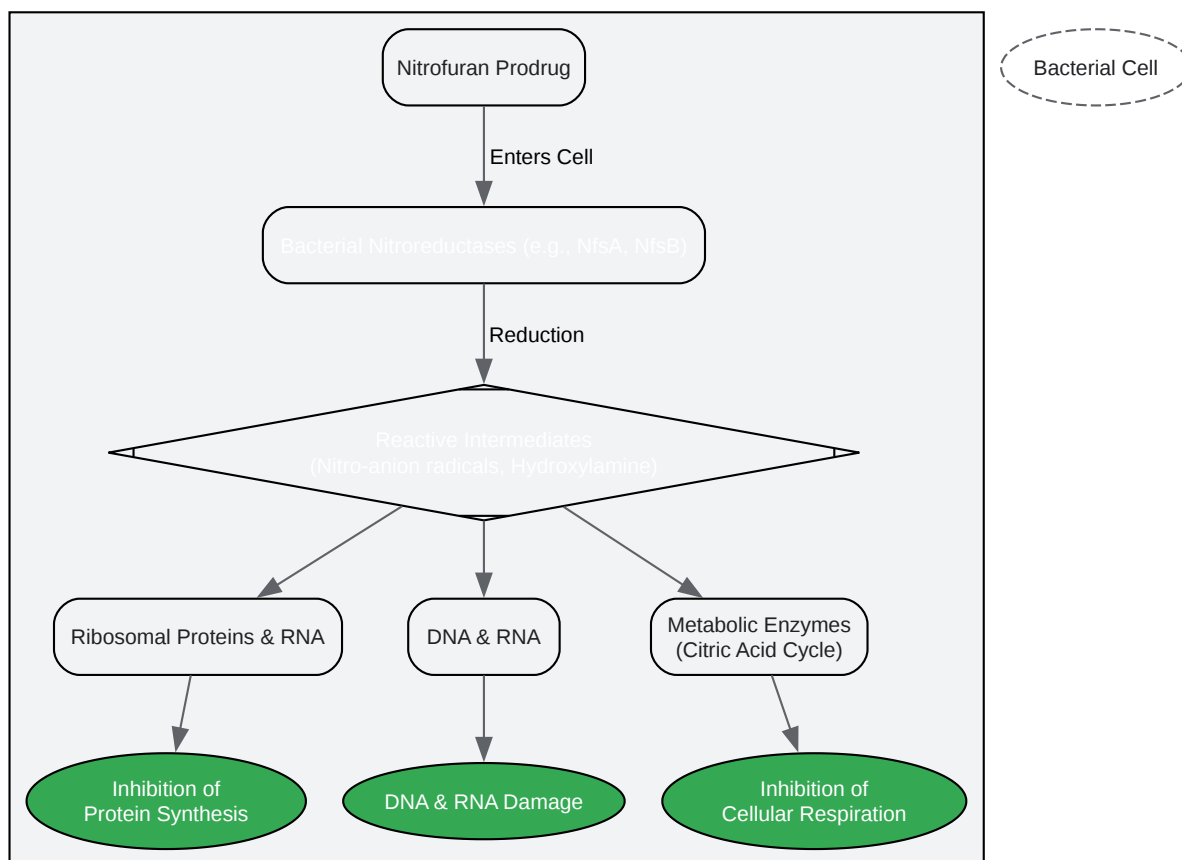 Nitrofuran Prodrug
Bacterial Cell
Enters Cell
Bacterial Nitroreductases (e.g., NfsA, NfsB)
Reduction
Reactive Intermediates
(Nitro-anion radicals, Hydroxylamine)
Ribosomal Proteins & RNA
DNA & RNA
Metabolic Enzymes
(Citric Acid Cycle)
Inhibition of
Protein Synthesis
DNA & RNA Damage
Inhibition of
Cellular Respiration